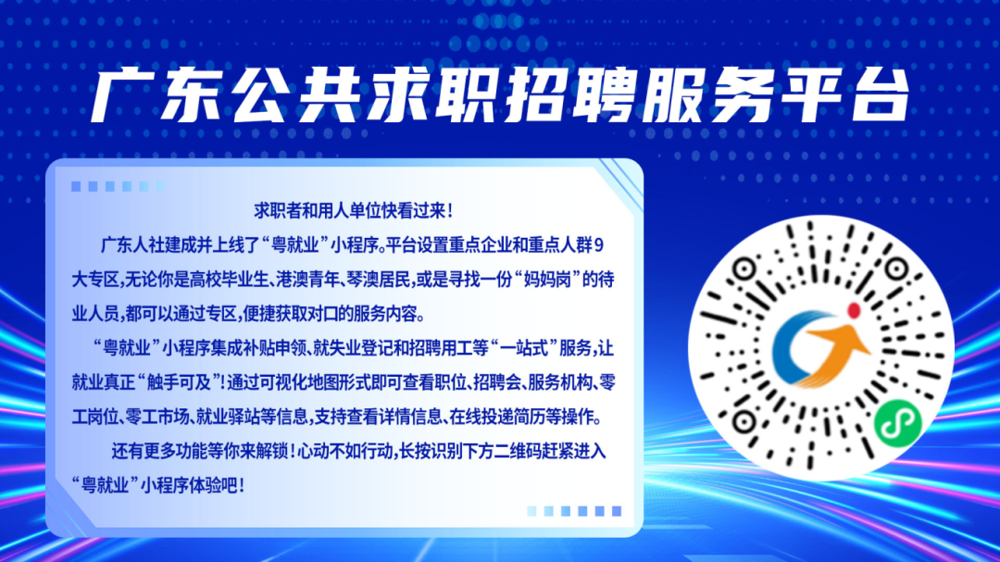 广东公共求职招聘服务平台
求职者和用人单位快看过来！
广东人社建成并上线了“粤就业”小程序。平台设置重点企业和重点人群9
大专区，无论你是高校毕业生、港澳青年、琴澳居民，或是寻找一份“妈妈岗”的待
业人员，都可以通过专区，便捷获取对口的服务内容。
“粤就业”小程序集成补贴申领、就失业登记和招聘用工等“一站式”服务，让
就业真正“触手可及”！通过可视化地图形式即可查看职位、招聘会、服务机构、零
工岗位、零工市场、就业驿站等信息，支持查看详情信息、在线投递简历等操作。
还有更多功能等你来解锁！心动不如行动，长按识别下方二维码赶紧进入
“粤就业”小程序体验吧！